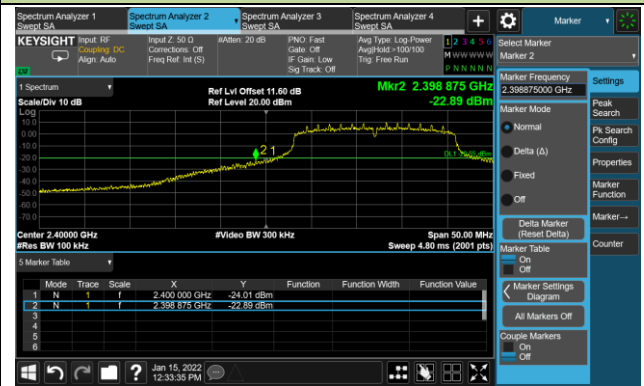 Spectrum Analyzer 1
Swept SA
Spectrum Analyzer 2
Swept SA
Spectrum Analyzer 3
Swept SA
Spectrum Analyzer 4
Swept SA
Marker
KEYSIGHT
Input: RF
Coupling: DC
Align: Auto
Input Z: 50 Ω
Corrections: Off
Freq Ref: Int (S)
#Atten: 20 dB
PNO: Fast
Gate: Off
IF Gain: Low
Sig Track: Off
Avg Type: Log-Power
Avg|Hold:>100/100
Trig: Free Run
1 2 3 4 5 6
M W W W W W
P N N N N N
Select Marker
Marker 2
1 Spectrum
Scale/Div 10 dB
Ref Lvl Offset 11.60 dB
Ref Level 20.00 dBm
Mkr2 2.398 875 GHz
-22.89 dBm
Log
10.0
0.00
-10.0
-20.0
-30.0
-40.0
-50.0
-60.0
-70.0
2 1
Center 2.40000 GHz
#Res BW 100 kHz
#Video BW 300 kHz
Span 50.00 MHz
Sweep 4.80 ms (2001 pts)
5 Marker Table
Mode Trace Scale X Y Function Function Width Function Value
1 N 1 f 2.400 000 GHz -24.01 dBm
2 N 1 f 2.398 875 GHz -22.89 dBm
3
4
5
6
Jan 15, 2022
12:33:35 PM
Marker Frequency
2.398875000 GHz
Marker Mode
Normal
Delta (Δ)
Fixed
Off
Delta Marker
(Reset Delta)
Marker Table
On
Off
Marker Settings
Diagram
All Markers Off
Couple Markers
On
Off
Settings
Peak
Search
Pk Search
Config
Properties
Marker
Function
Marker→
Counter